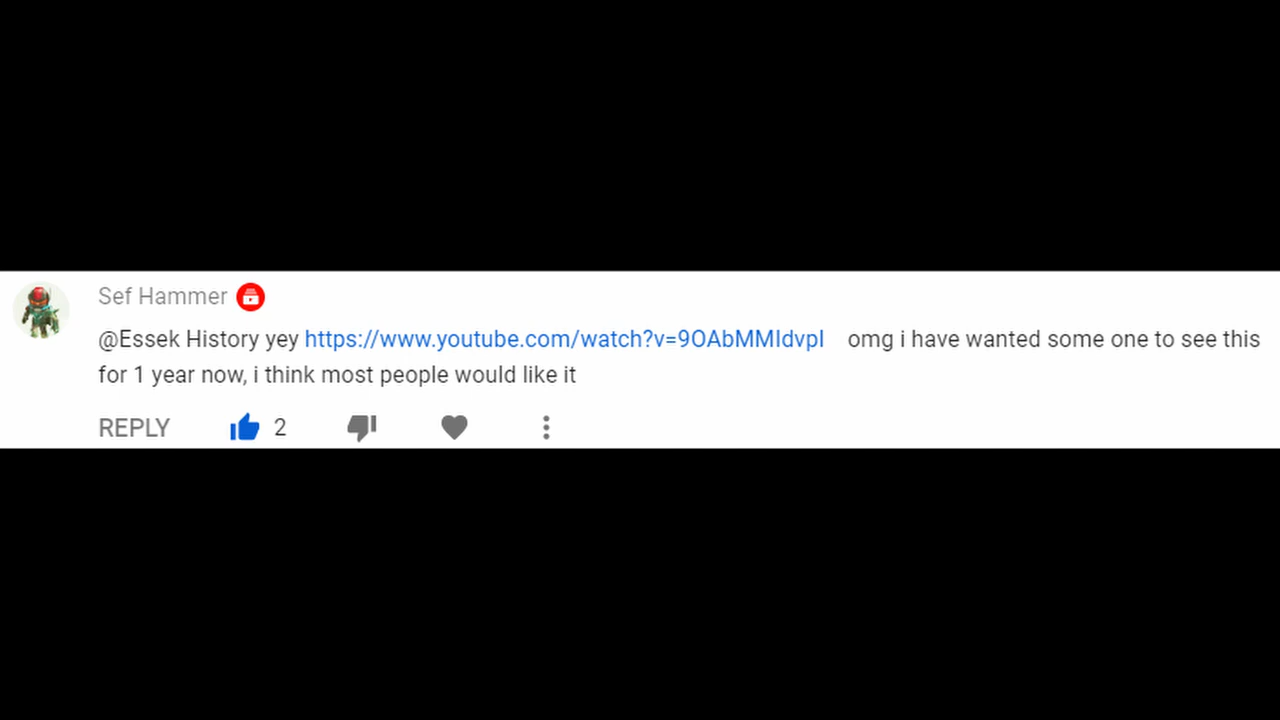 Sef Hammer
@Essek History yey https://www.youtube.com/watch?v=9OAbMMIdvpI omg i have wanted some one to see this
for 1 year now, i think most people would like it
REPLY 2